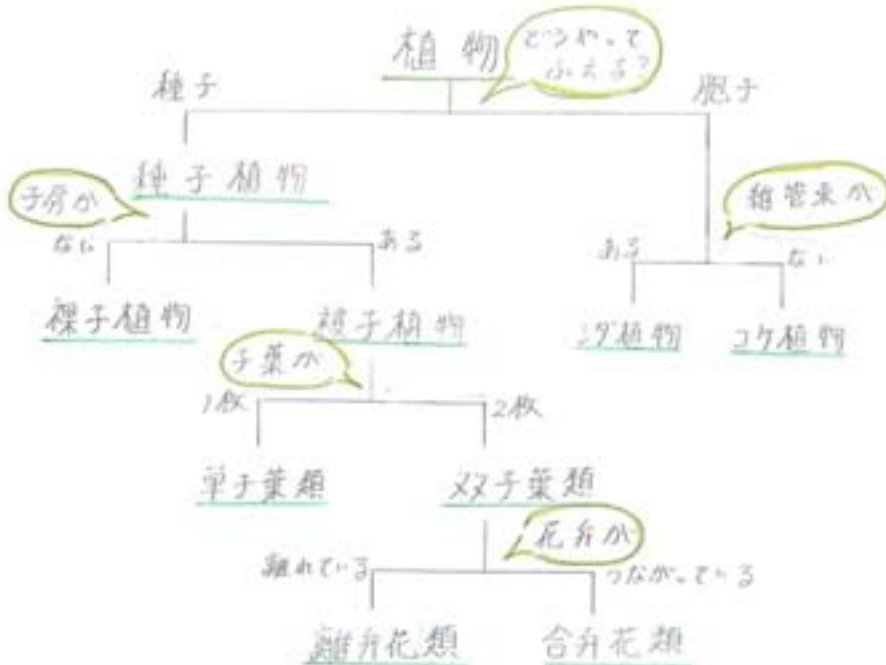 植物
どうやって
ふえる?
種子
胞子
種子植物
子房が
維管束が
ない
ある
ある
ない
裸子植物
被子植物
シダ植物
コケ植物
子葉が
1枚
2枚
単子葉類
双子葉類
花弁が
離れている
つながっている
離弁花類
合弁花類